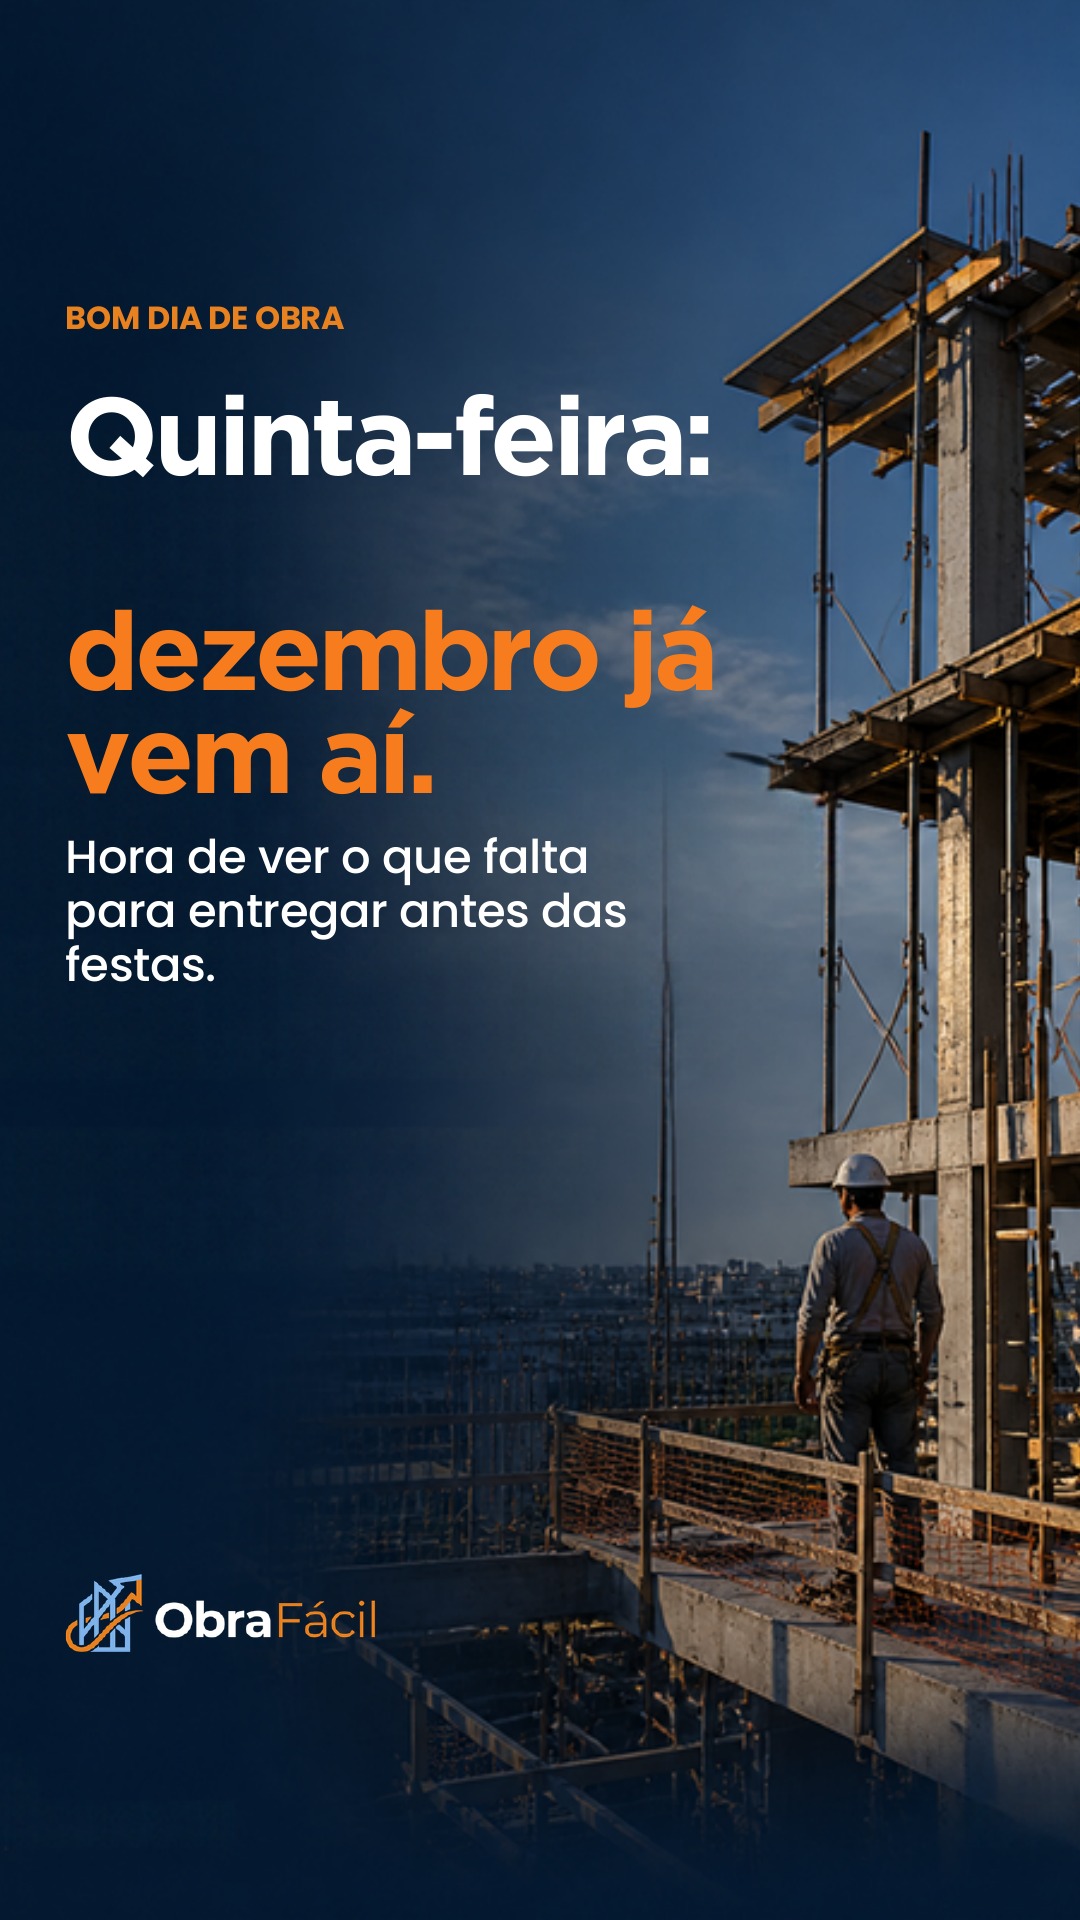 BOM DIA DE OBRA
Quinta-feira:
dezembro já
vem aí.
Hora de ver o que falta
para entregar antes das
festas.
ObraFácil